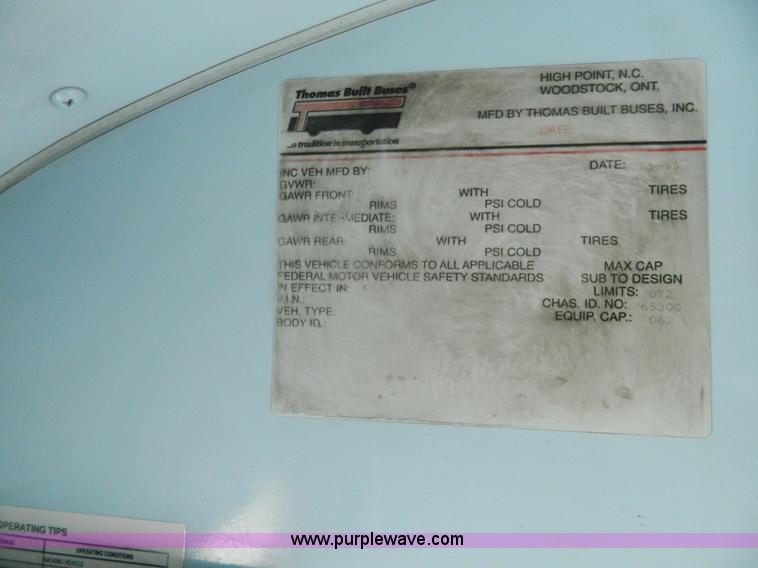 Thomas Built Buses®
...a tradition in transportation
HIGH POINT, N.C.
WOODSTOCK, ONT.
MFD BY THOMAS BUILT BUSES, INC.
DATE:
INC VEH MFD BY: DATE:
GVWR:
GAWR FRONT: WITH TIRES
RIMS PSI COLD
GAWR INTERMEDIATE: WITH TIRES
RIMS PSI COLD
GAWR REAR: WITH TIRES
RIMS PSI COLD
THIS VEHICLE CONFORMS TO ALL APPLICABLE
FEDERAL MOTOR VEHICLE SAFETY STANDARDS
IN EFFECT IN:
V.I.N.:
VEH. TYPE:
BODY ID.:
MAX CAP
SUB TO DESIGN
LIMITS: 072
CHAS. ID. NO: 65300
EQUIP. CAP.: 062
OPERATING TIPS
OPERATING CONDITIONS
www.purplewave.com